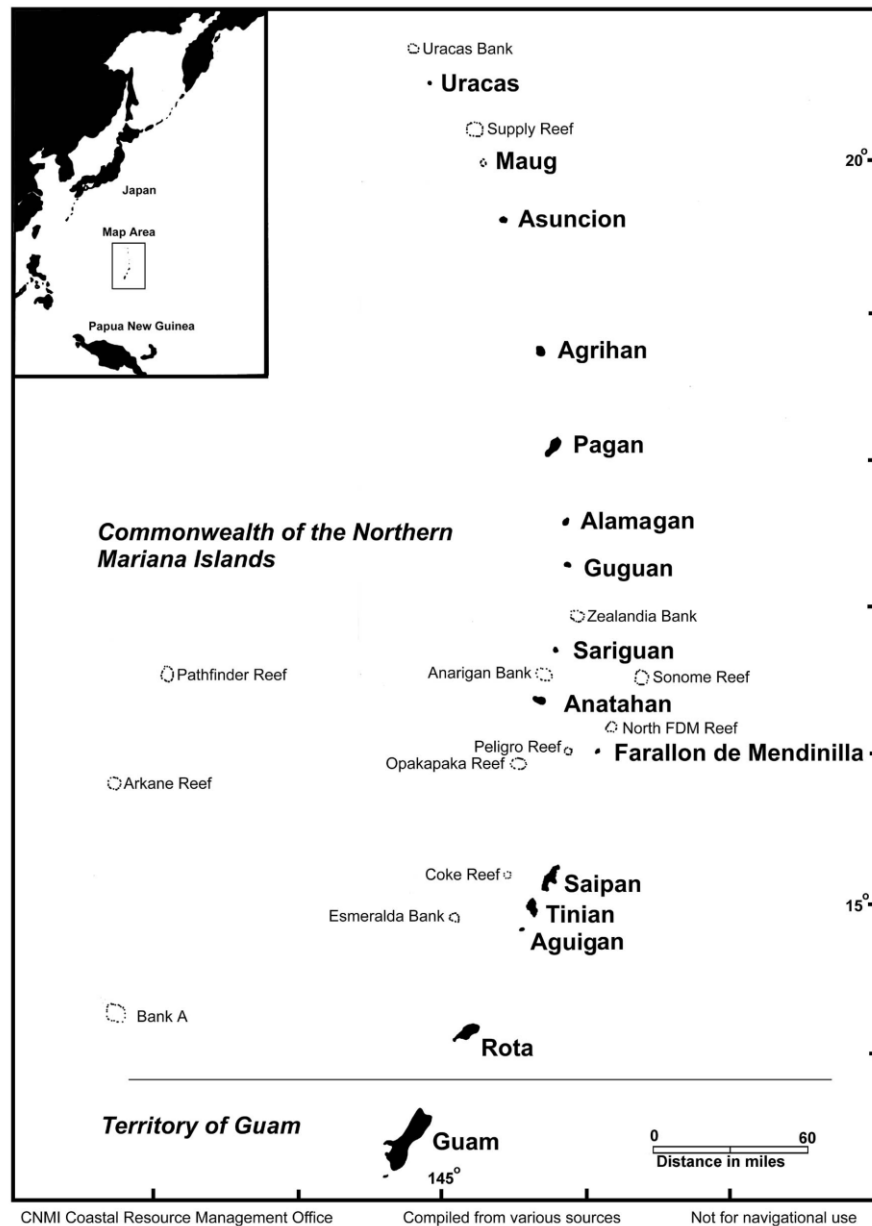 Uracas Bank
Uracas
Supply Reef
Maug
20°
Japan
Asuncion
Map Area
Papua New Guinea
Agrihan
Pagan
Commonwealth of the Northern
Mariana Islands
Alamagan
Guguan
Zealandia Bank
Sariguan
Pathfinder Reef
Anarigan Bank
Sonome Reef
Anatahan
North FDM Reef
Peligro Reef
Farallon de Mendinilla
Opakapaka Reef
Arkane Reef
Coke Reef
Saipan
15°
Tinian
Esmeralda Bank
Aguigan
Bank A
Rota
Territory of Guam
Guam
0 60
Distance in miles
145°
CNMI Coastal Resource Management Office Compiled from various sources Not for navigational use